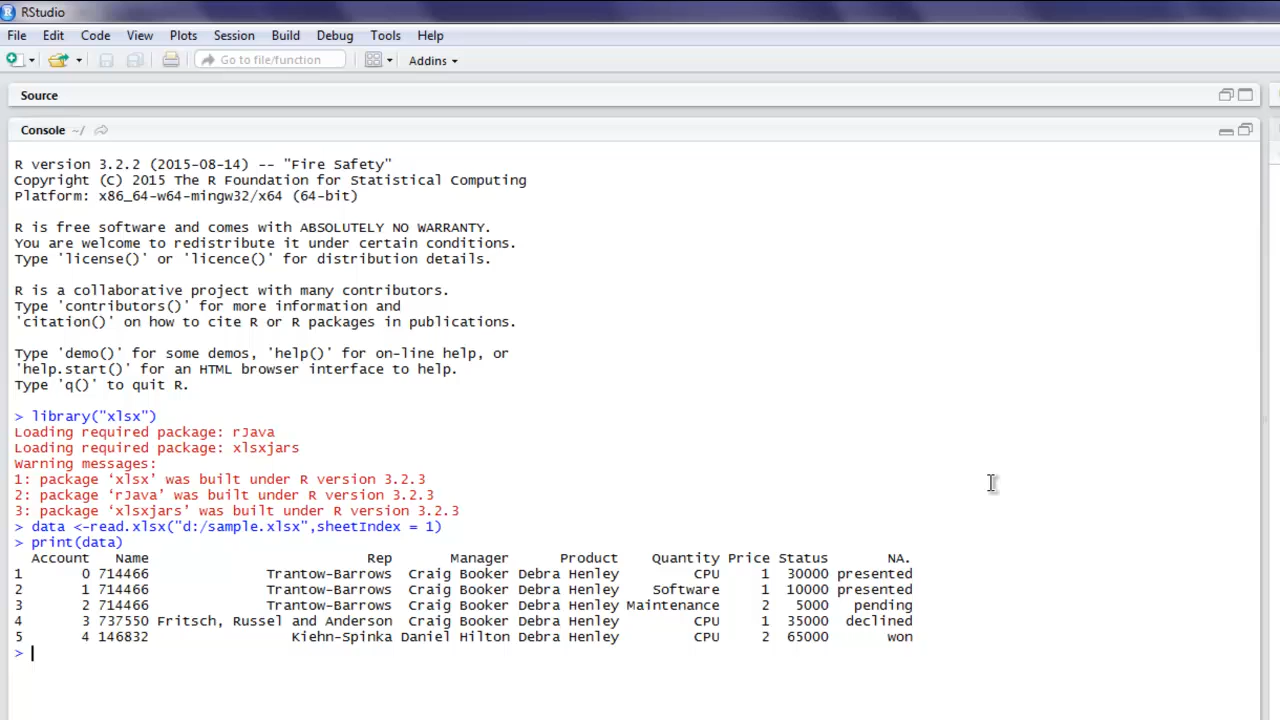 RStudio
File Edit Code View Plots Session Build Debug Tools Help
Go to file/function Addins
Source
Console ~/
R version 3.2.2 (2015-08-14) -- "Fire Safety"
Copyright (C) 2015 The R Foundation for Statistical Computing
Platform: x86_64-w64-mingw32/x64 (64-bit)
R is free software and comes with ABSOLUTELY NO WARRANTY.
You are welcome to redistribute it under certain conditions.
Type 'license()' or 'licence()' for distribution details.
R is a collaborative project with many contributors.
Type 'contributors()' for more information and
'citation()' on how to cite R or R packages in publications.
Type 'demo()' for some demos, 'help()' for on-line help, or
'help.start()' for an HTML browser interface to help.
Type 'q()' to quit R.
> library("xlsx")
Loading required package: rJava
Loading required package: xlsxjars
Warning messages:
1: package ‘xlsx’ was built under R version 3.2.3
2: package ‘rJava’ was built under R version 3.2.3
3: package ‘xlsxjars’ was built under R version 3.2.3
> data <-read.xlsx("d:/sample.xlsx",sheetIndex = 1)
> print(data)
Account Name Rep Manager Product Quantity Price Status NA.
1 0 714466 Trantow-Barrows Craig Booker Debra Henley CPU 1 30000 presented
2 1 714466 Trantow-Barrows Craig Booker Debra Henley Software 1 10000 presented
3 2 714466 Trantow-Barrows Craig Booker Debra Henley Maintenance 2 5000 pending
4 3 737550 Fritsch, Russel and Anderson Craig Booker Debra Henley CPU 1 35000 declined
5 4 146832 Kiehn-Spinka Daniel Hilton Debra Henley CPU 2 65000 won
>